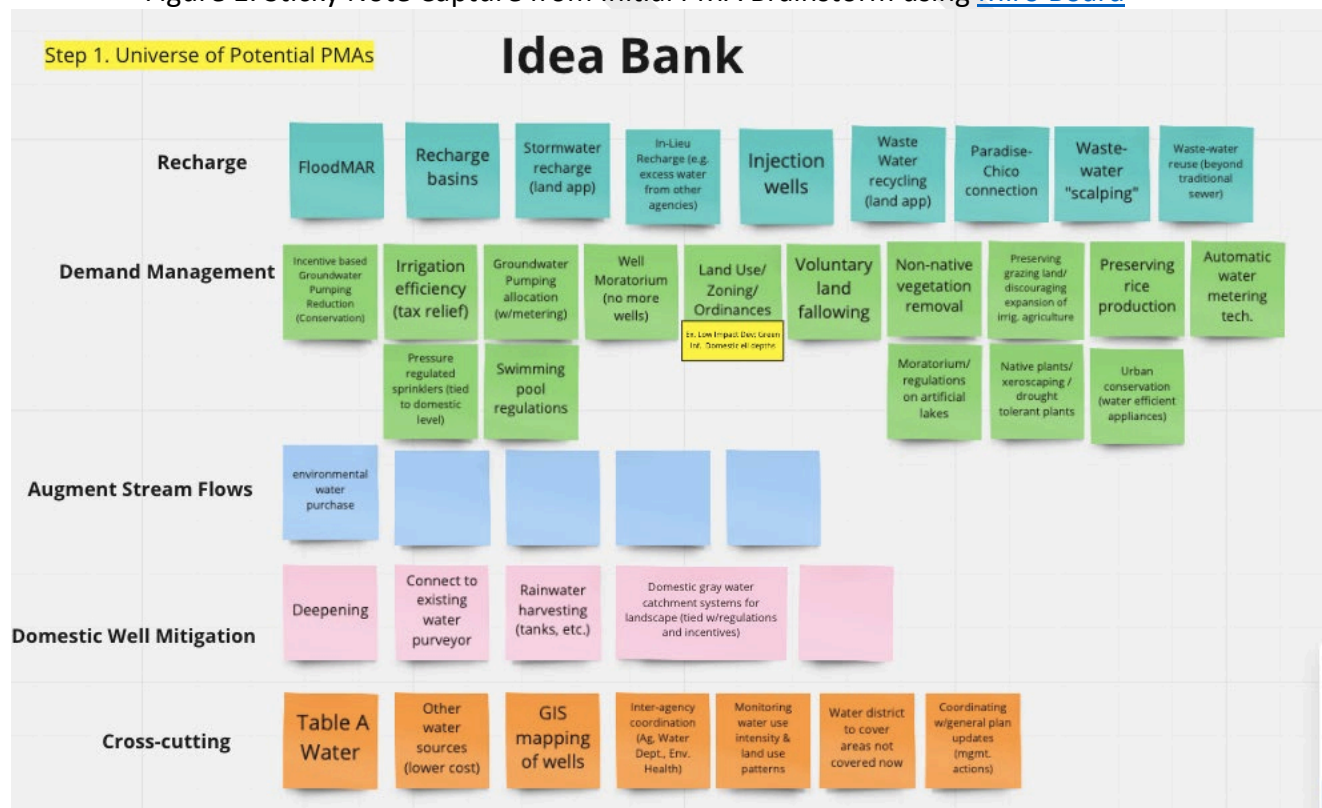 Step 1. Universe of Potential PMAs
Idea Bank
Recharge
FloodMAR
Recharge
basins
Stormwater
recharge
(land app)
In-Lieu
Recharge (e.g.
excess water
from other
agencies)
Injection
wells
Waste
Water
recycling
(land app)
Paradise-
Chico
connection
Waste-
water
"scalping"
Waste-water
reuse (beyond
traditional
sewer)
Demand Management
Incentive based
Groundwater
Pumping
Reduction
(Conservation)
Irrigation
efficiency
(tax relief)
Groundwater
Pumping
allocation
(w/metering)
Well
Moratorium
(no more
wells)
Land Use/
Zoning/
Ordinances
Ex. Low Impact Dev; Green
Inf. Domestic ell depths
Voluntary
land
fallowing
Non-native
vegetation
removal
Preserving
grazing land/
discouraging
expansion of
irrig. agriculture
Preserving
rice
production
Automatic
water
metering
tech.
Pressure
regulated
sprinklers (tied
to domestic
level)
Swimming
pool
regulations
Moratorium/
regulations
on artificial
lakes
Native plants/
xeroscaping /
drought
tolerant plants
Urban
conservation
(water efficient
appliances)
Augment Stream Flows
environmental
water
purchase
Domestic Well Mitigation
Deepening
Connect to
existing
water
purveyor
Rainwater
harvesting
(tanks, etc.)
Domestic gray water
catchment systems for
landscape (tied w/regulations
and incentives)
Cross-cutting
Table A
Water
Other
water
sources
(lower cost)
GIS
mapping
of wells
Inter-agency
coordination
(Ag, Water
Dept., Env.
Health)
Monitoring
water use
intensity &
land use
patterns
Water district
to cover
areas not
covered now
Coordinating
w/general plan
updates
(mgmt.
actions)